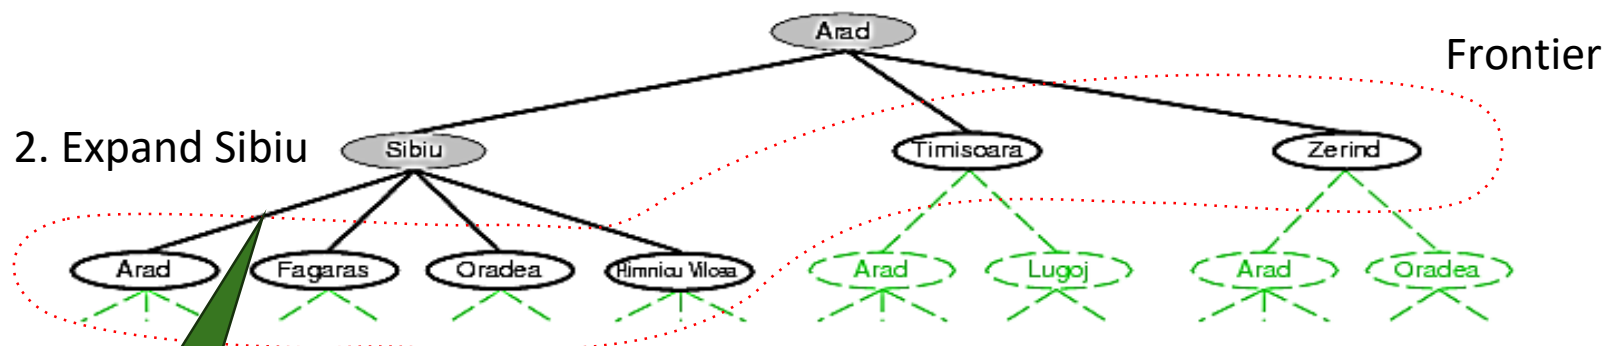 Arad
Frontier
2. Expand Sibiu
Sibiu
Timisoara
Zerind
Arad
Fagaras
Oradea
Rimnicu Vilcea
Arad
Lugoj
Arad
Oradea